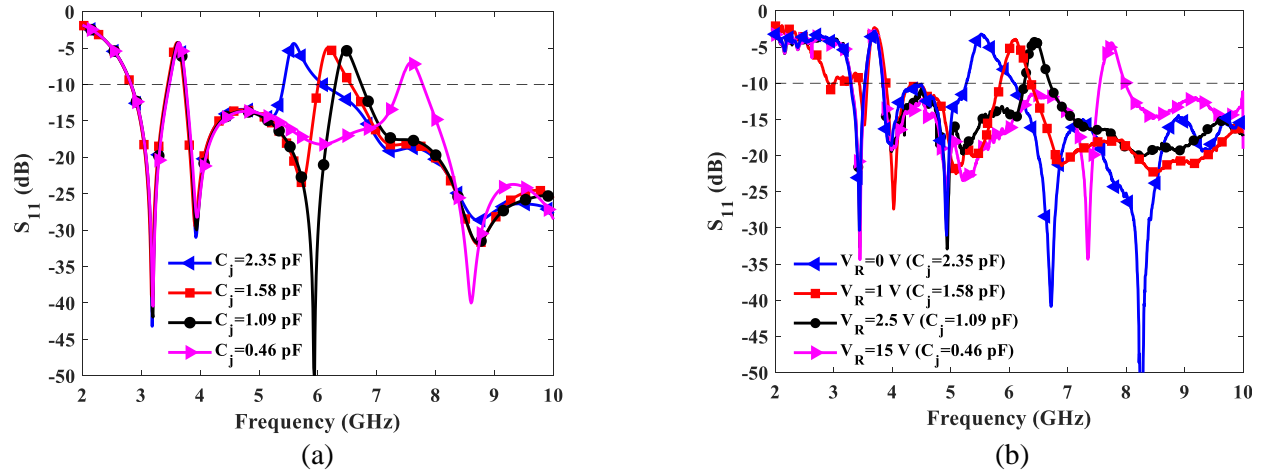 0
-5
-10
-15
-20
-25
-30
-35
-40
-45
-50
S11 (dB)
Cj=2.35 pF
Cj=1.58 pF
Cj=1.09 pF
Cj=0.46 pF
2 3 4 5 6 7 8 9 10
Frequency (GHz)
(a)
0
-5
-10
-15
-20
-25
-30
-35
-40
-45
-50
S11 (dB)
VR=0 V (Cj=2.35 pF)
VR=1 V (Cj=1.58 pF)
VR=2.5 V (Cj=1.09 pF)
VR=15 V (Cj=0.46 pF)
2 3 4 5 6 7 8 9 10
Frequency (GHz)
(b)